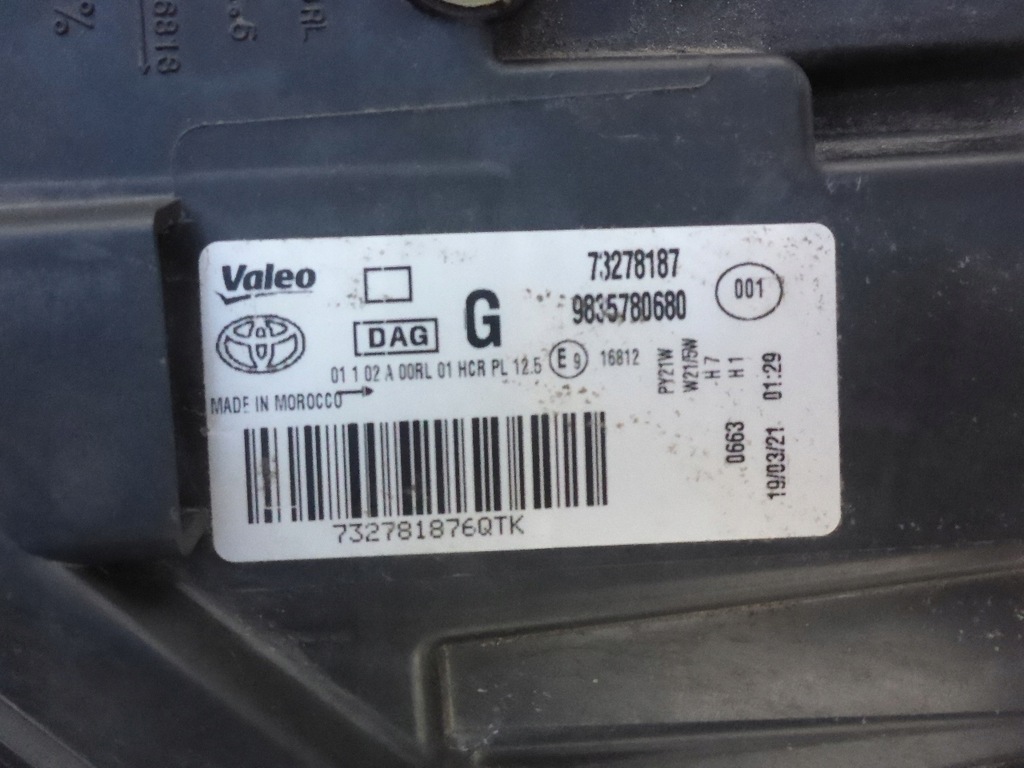 Valeo
DAG
G
73278187
9835780680
001
01 1 02 A 00RL 01 HCR PL 12.5
E9
16812
MADE IN MOROCCO
PY21W
W21/5W
H7
H1
0663
19/03/21 01:29
732781876QTK
%